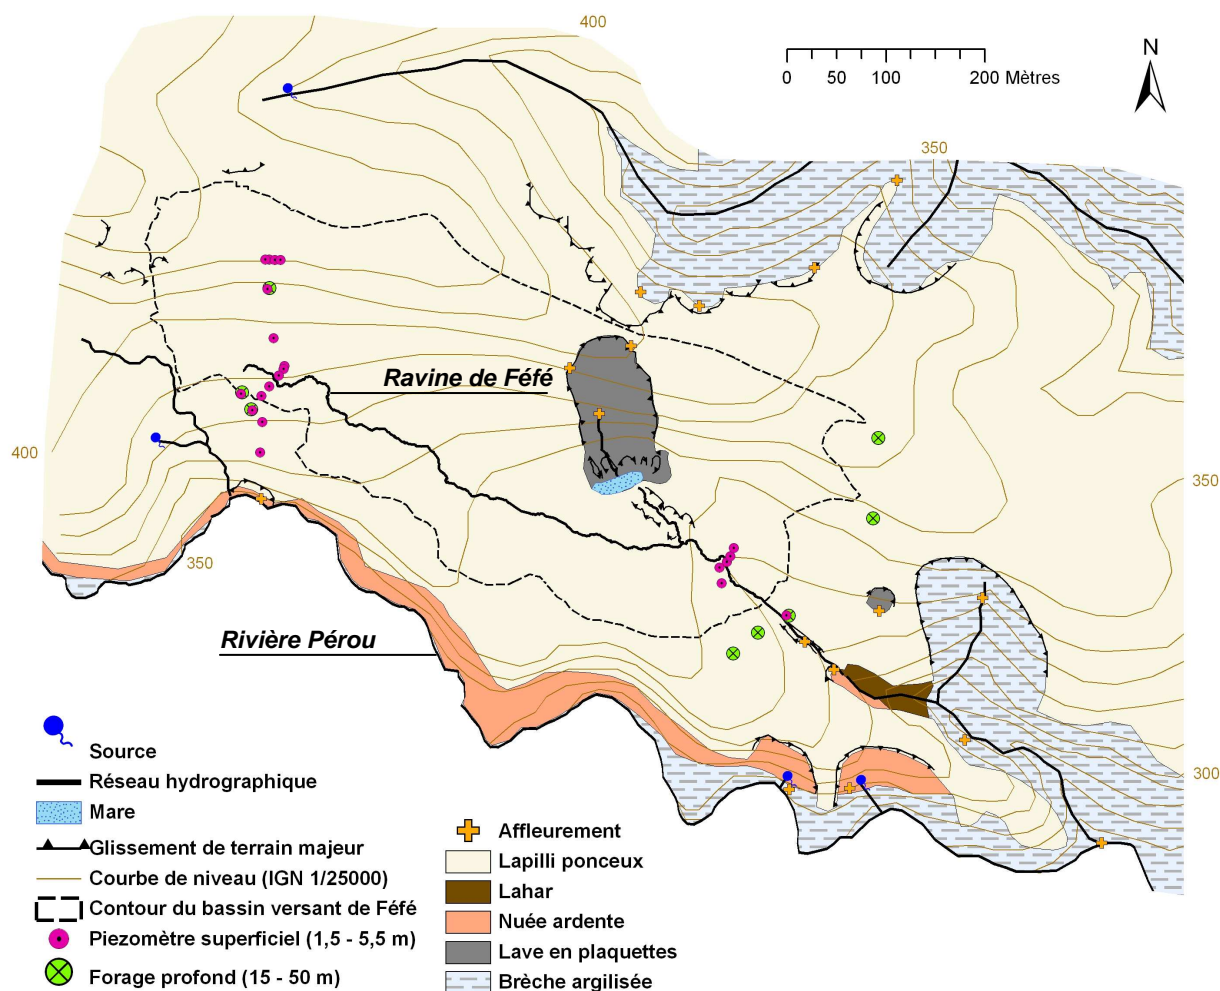 400
N
0 50 100 200 Mètres
350
Ravine de Féfé
400
350
350
Rivière Pérou
300
Source
Réseau hydrographique
Mare
Glissement de terrain majeur
Courbe de niveau (IGN 1/25000)
Contour du bassin versant de Féfé
Piezomètre superficiel (1,5 - 5,5 m)
Forage profond (15 - 50 m)
Affleurement
Lapilli ponceux
Lahar
Nuée ardente
Lave en plaquettes
Brèche argilisée